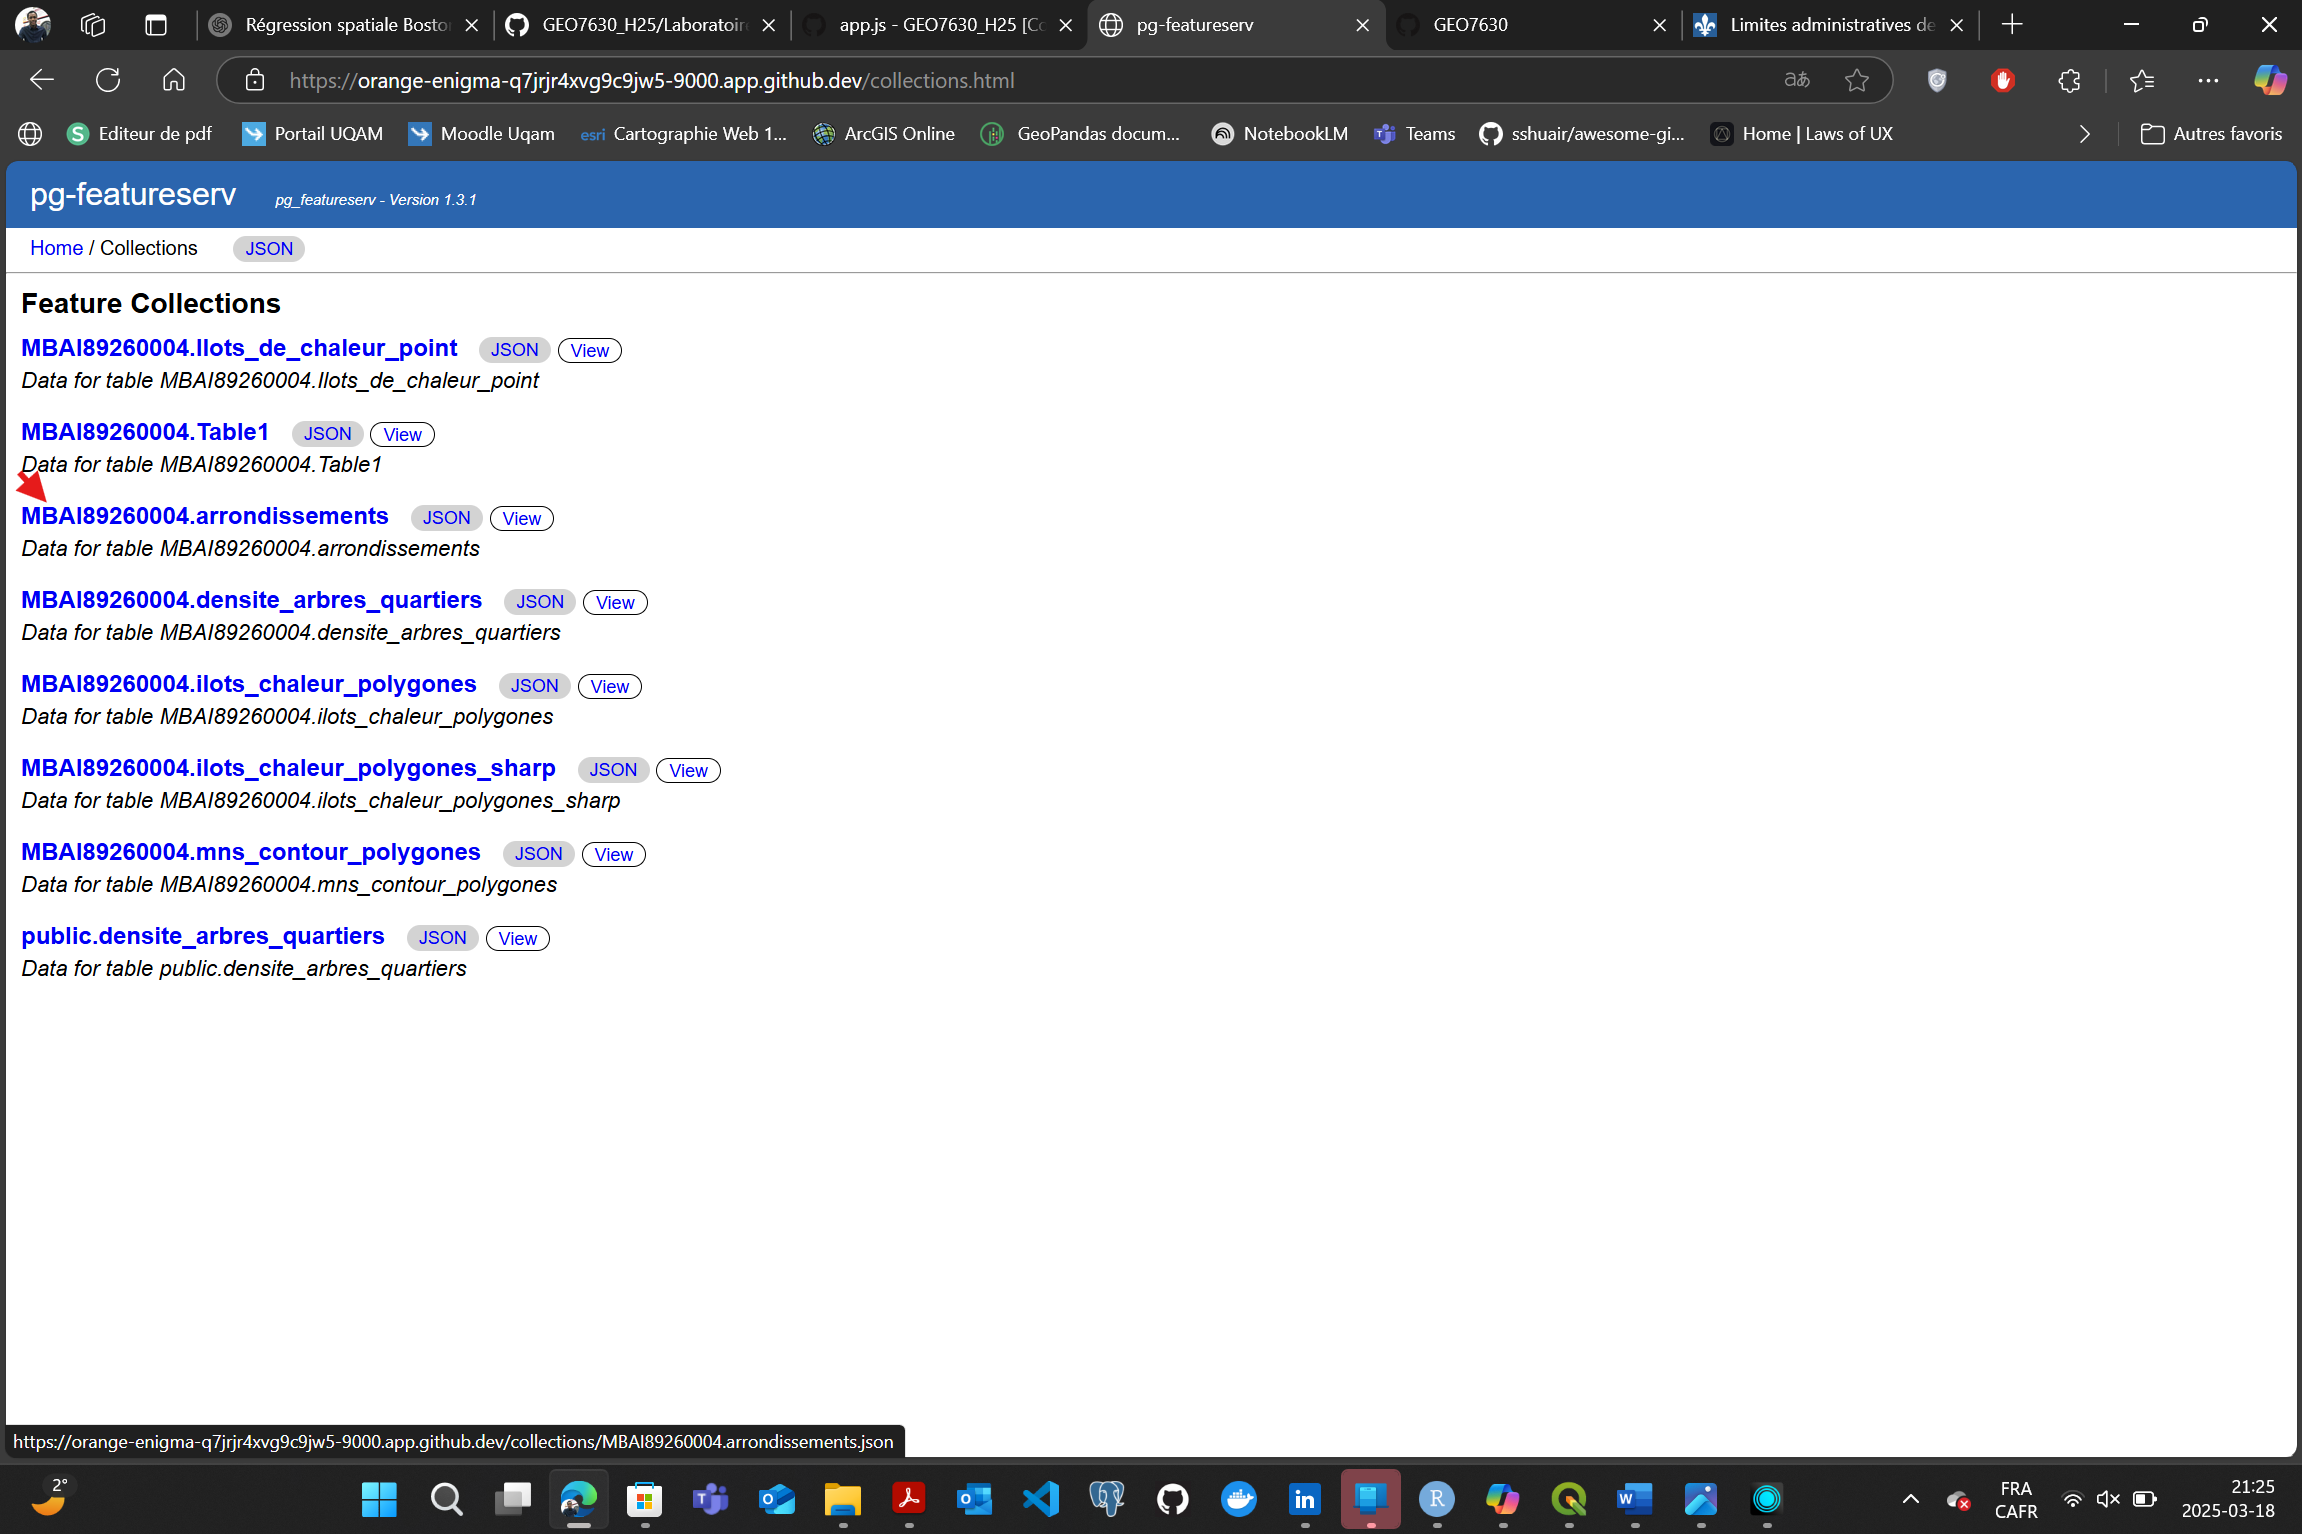 Régression spatiale Bosto
GEO7630_H25/Laboratoir
app.js - GEO7630_H25 [Co
pg-featureserv
GEO7630
Limites administratives de
https://orange-enigma-q7jrjr4xvg9c9jw5-9000.app.github.dev/collections.html
Editeur de pdf
Portail UQAM
Moodle Uqam
esri Cartographie Web 1...
ArcGIS Online
GeoPandas docum...
NotebookLM
Teams
sshuair/awesome-gi...
Home | Laws of UX
Autres favoris
pg-featureserv pg_featureserv - Version 1.3.1
Home / Collections JSON
Feature Collections
MBAI89260004.Ilots_de_chaleur_point JSON View
Data for table MBAI89260004.Ilots_de_chaleur_point
MBAI89260004.Table1 JSON View
Data for table MBAI89260004.Table1
MBAI89260004.arrondissements JSON View
Data for table MBAI89260004.arrondissements
MBAI89260004.densite_arbres_quartiers JSON View
Data for table MBAI89260004.densite_arbres_quartiers
MBAI89260004.ilots_chaleur_polygones JSON View
Data for table MBAI89260004.ilots_chaleur_polygones
MBAI89260004.ilots_chaleur_polygones_sharp JSON View
Data for table MBAI89260004.ilots_chaleur_polygones_sharp
MBAI89260004.mns_contour_polygones JSON View
Data for table MBAI89260004.mns_contour_polygones
public.densite_arbres_quartiers JSON View
Data for table public.densite_arbres_quartiers
https://orange-enigma-q7jrjr4xvg9c9jw5-9000.app.github.dev/collections/MBAI89260004.arrondissements.json
2°
FRA
CAFR
21:25
2025-03-18